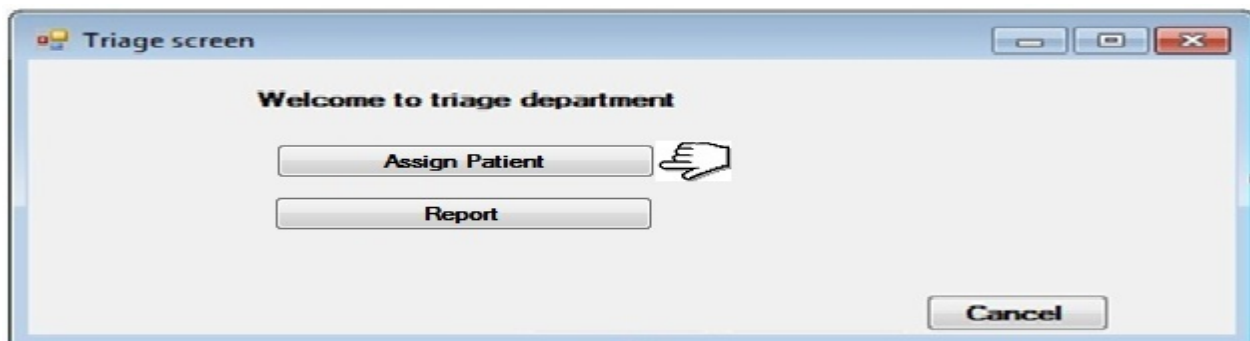 Triage screen
Welcome to triage department
Assign Patient
Report
Cancel